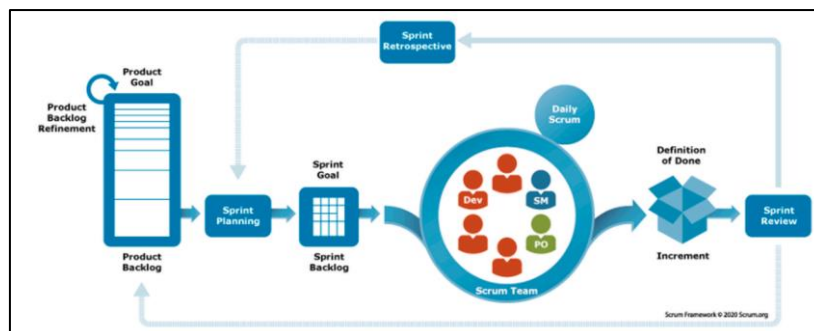 Sprint
Retrospective
Product
Goal
Product
Backlog
Refinement
Daily
Scrum
Sprint
Goal
Definition
of Done
Dev
SM
Sprint
Planning
Sprint
Review
PO
Product
Backlog
Sprint
Backlog
Increment
Scrum Team
Scrum Framework © 2020 Scrum.org